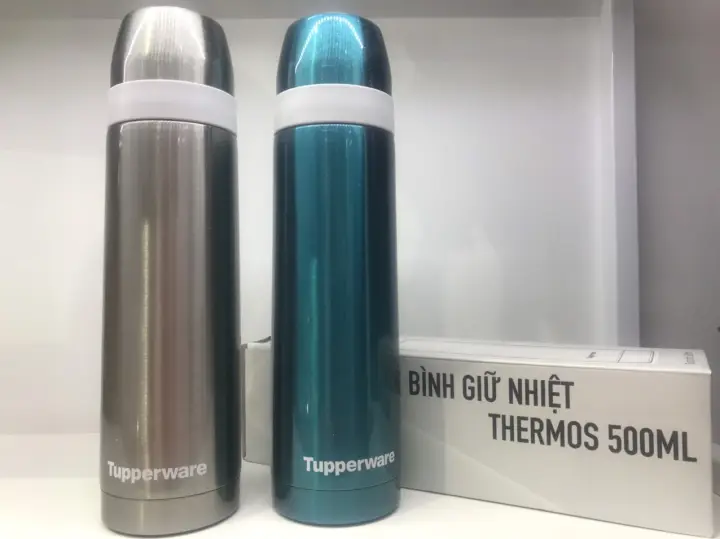 Tupperware
Tupperware
BÌNH GIỮ NHIỆT
THERMOS 500ML